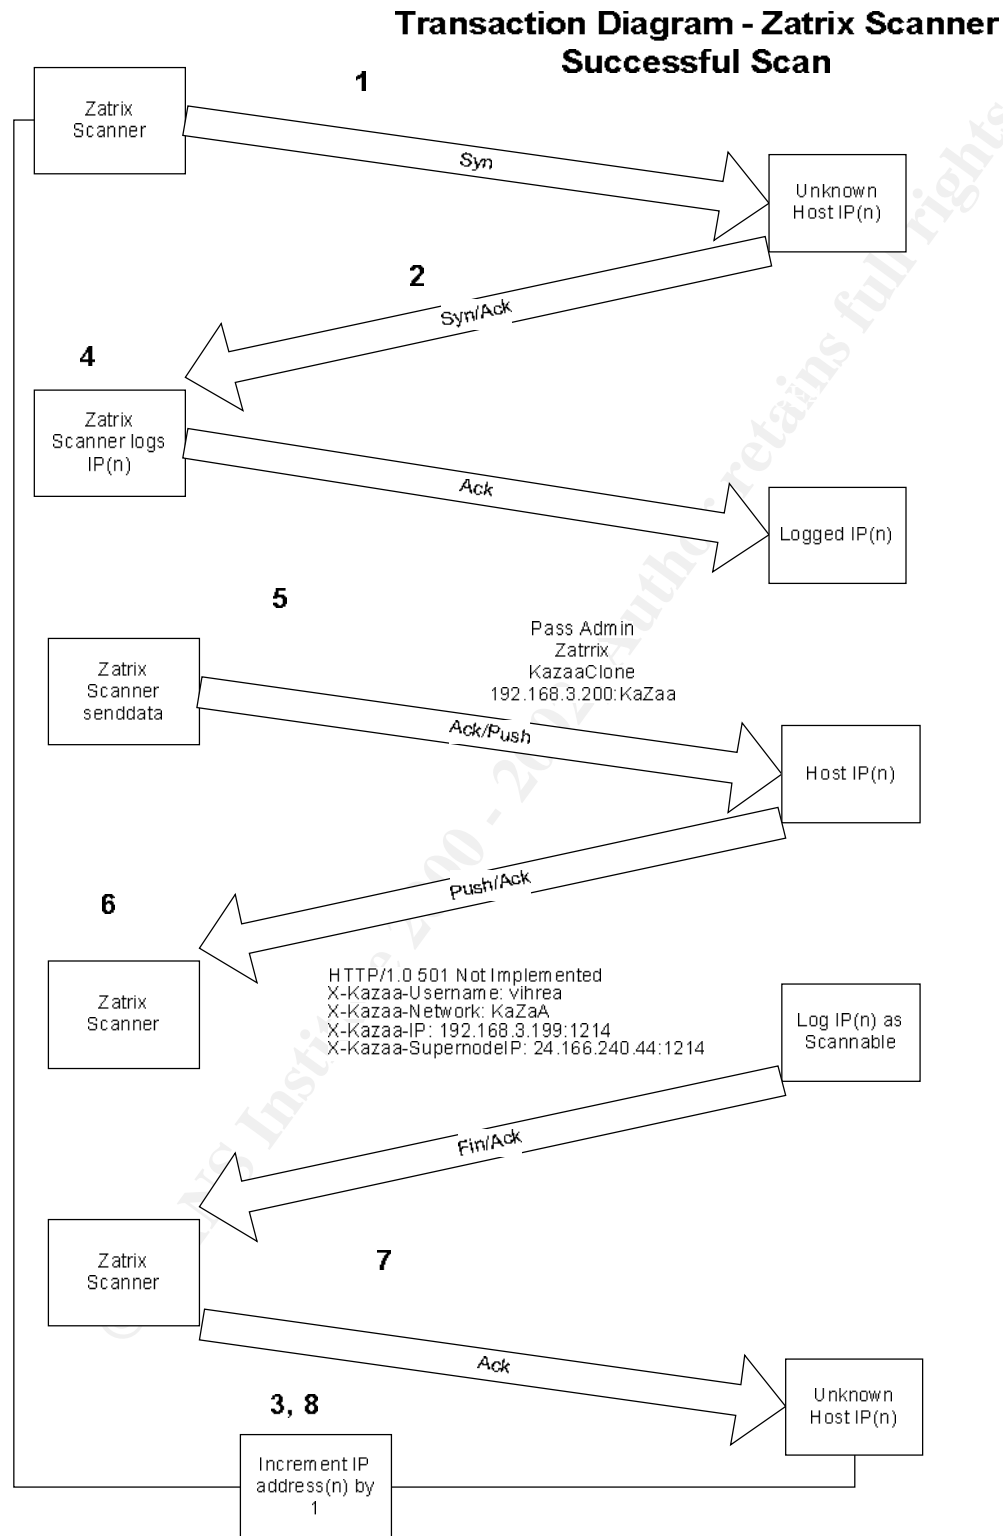 Transaction Diagram - Zatrix Scanner
Successful Scan
1
Zatrix
Scanner
Syn
Unknown
Host IP(n)
2
Syn/Ack
4
Zatrix
Scanner logs
IP(n)
Ack
Logged IP(n)
5
Pass Admin
Zatrrix
KazaaClone
192.168.3.200:KaZaa
Zatrix
Scanner
senddata
Ack/Push
Host IP(n)
Push/Ack
6
HTTP/1.0 501 Not Implemented
X-Kazaa-Username: vihrea
X-Kazaa-Network: KaZaA
X-Kazaa-IP: 192.168.3.199:1214
X-Kazaa-SupernodeIP: 24.166.240.44:1214
Zatrix
Scanner
Log IP(n) as
Scannable
Fin/Ack
Zatrix
Scanner
7
Ack
Unknown
Host IP(n)
3, 8
Increment IP
address(n) by
1